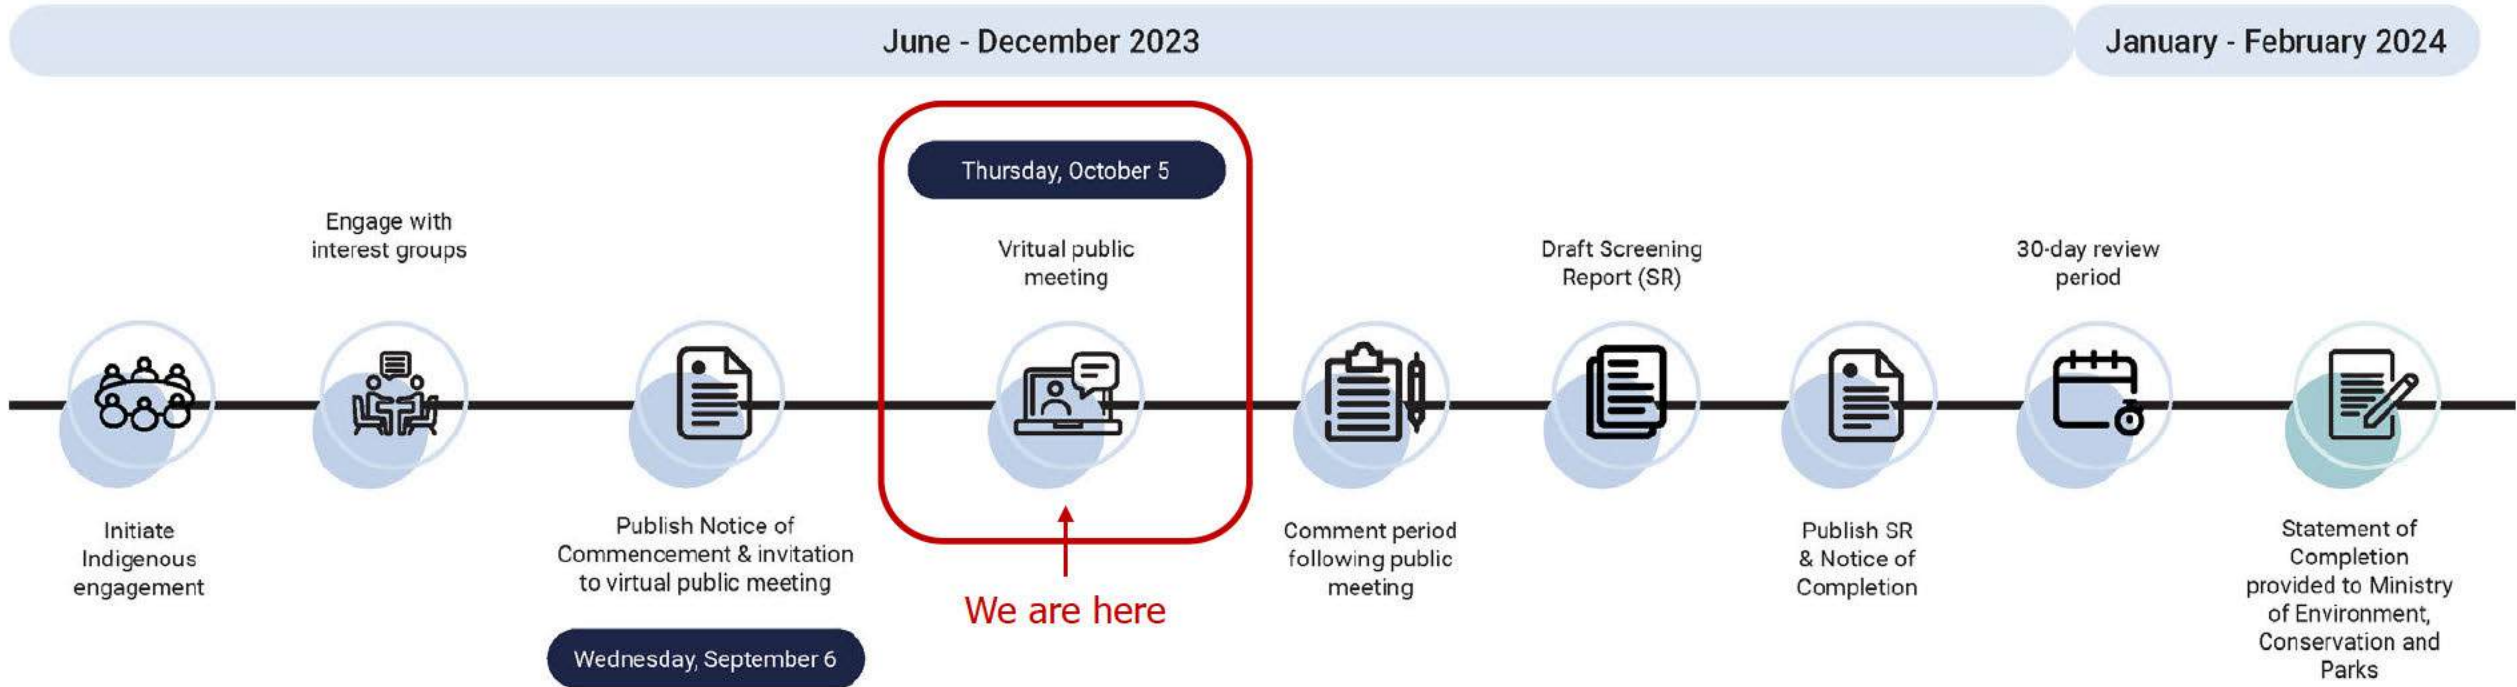 June - December 2023
January - February 2024
Initiate
Indigenous
engagement
Engage with
interest groups
Publish Notice of
Commencement & invitation
to virtual public meeting
Wednesday, September 6
Thursday, October 5
Vritual public
meeting
We are here
Comment period
following public
meeting
Draft Screening
Report (SR)
Publish SR
& Notice of
Completion
30-day review
period
Statement of
Completion
provided to Ministry
of Environment,
Conservation and
Parks